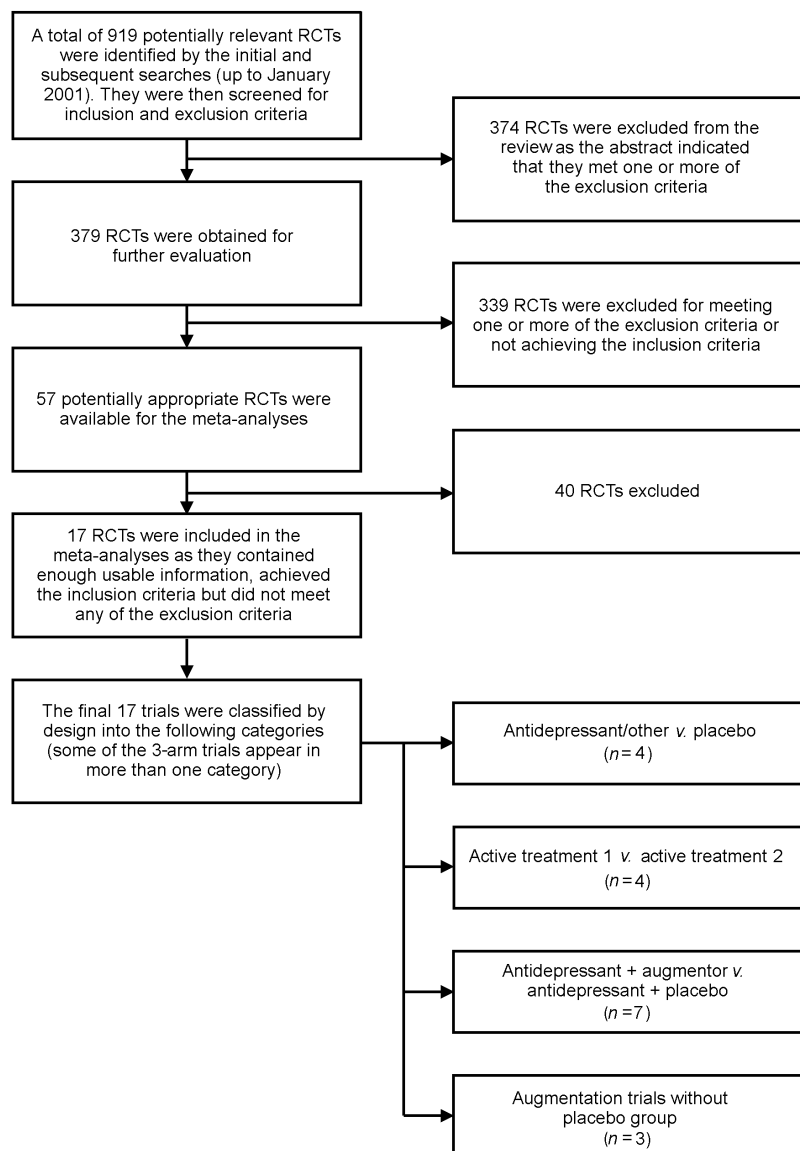 A total of 919 potentially relevant RCTs
were identified by the initial and
subsequent searches (up to January
2001). They were then screened for
inclusion and exclusion criteria
374 RCTs were excluded from the
review as the abstract indicated
that they met one or more of
the exclusion criteria
379 RCTs were obtained for
further evaluation
339 RCTs were excluded for meeting
one or more of the exclusion criteria or
not achieving the inclusion criteria
57 potentially appropriate RCTs were
available for the meta-analyses
40 RCTs excluded
17 RCTs were included in the
meta-analyses as they contained
enough usable information, achieved
the inclusion criteria but did not meet
any of the exclusion criteria
The final 17 trials were classified by
design into the following categories
(some of the 3-arm trials appear in
more than one category)
Antidepressant/other v. placebo
(n=4)
Active treatment 1 v. active treatment 2
(n=4)
Antidepressant + augmentor v.
antidepressant + placebo
(n=7)
Augmentation trials without
placebo group
(n=3)